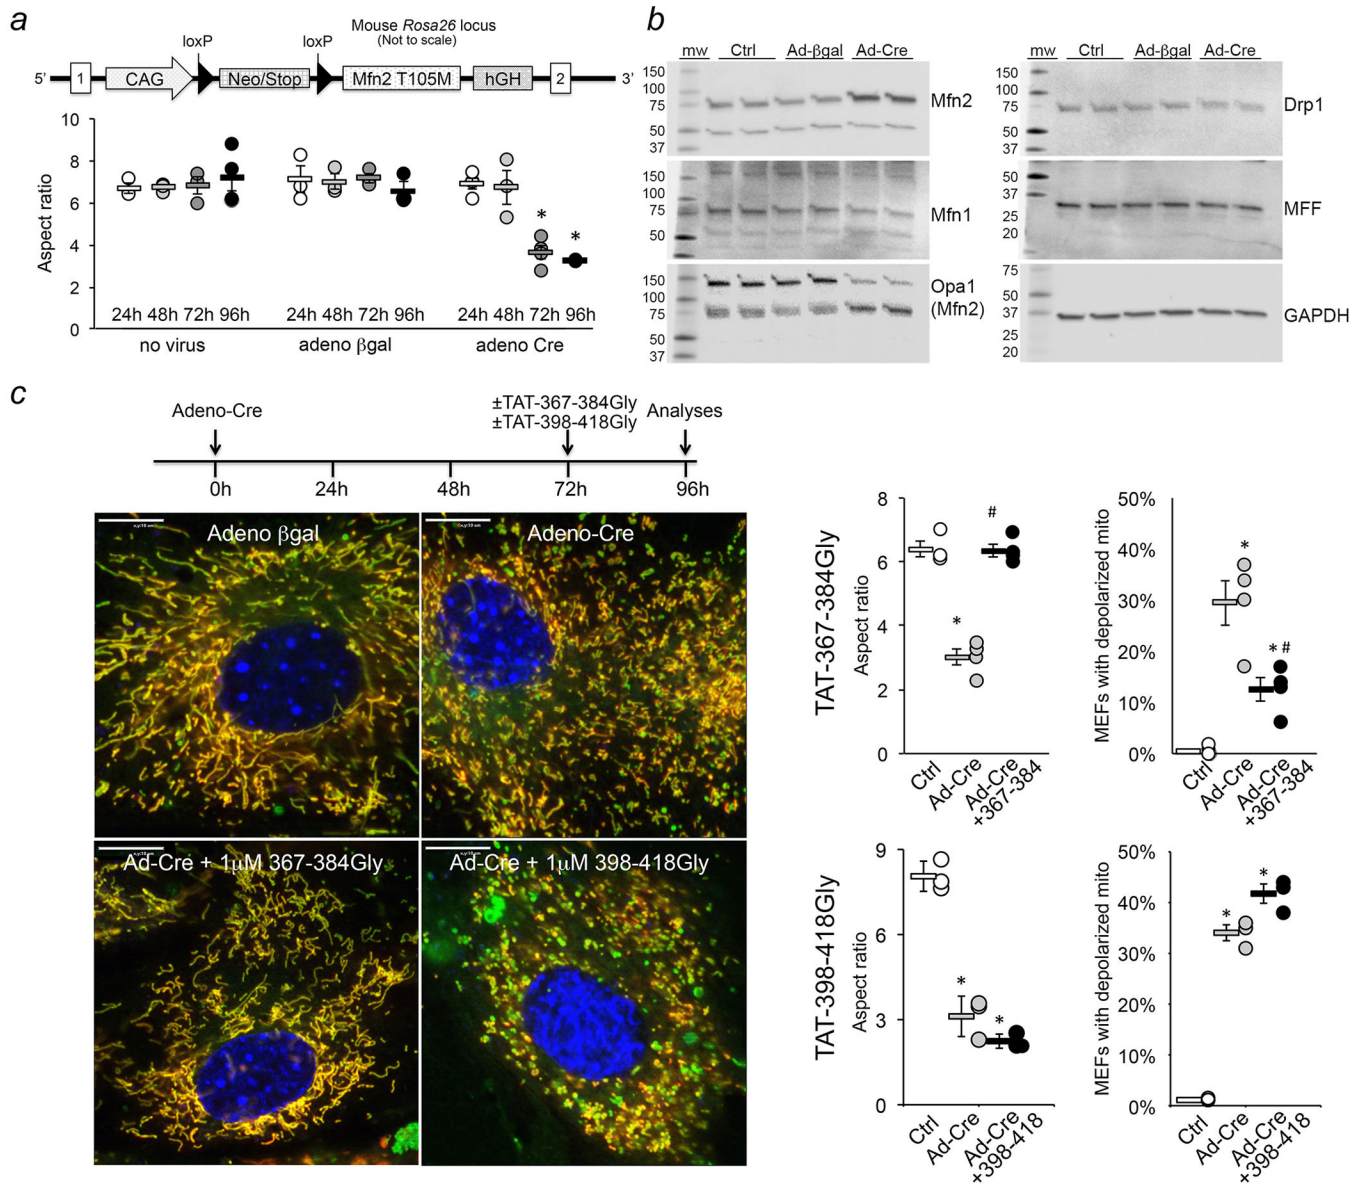 a
Mouse Rosa26 locus
(Not to scale)
loxP
loxP
5'
1
CAG
Neo/Stop
Mfn2 T105M
hGH
2
3'
Aspect ratio
10
8
6
4
2
0
*
*
24h 48h 72h 96h
24h 48h 72h 96h
24h 48h 72h 96h
no virus
adeno βgal
adeno Cre
b
mw
Ctrl
Ad-βgal
Ad-Cre
150
100
75
50
37
Mfn2
150
100
75
50
Mfn1
150
100
75
50
37
Opa1
(Mfn2)
mw
Ctrl
Ad-βgal
Ad-Cre
150
100
75
50
37
Drp1
50
37
25
20
MFF
75
50
37
25
20
GAPDH
c
Adeno-Cre
±TAT-367-384Gly
±TAT-398-418Gly
Analyses
0h
24h
48h
72h
96h
Adeno βgal
Adeno-Cre
Ad-Cre + 1µM 367-384Gly
Ad-Cre + 1µM 398-418Gly
TAT-367-384Gly
Aspect ratio
8
6
4
2
0
*
#
Ctrl
Ad-Cre
Ad-Cre
+367-384
MEFs with depolarized mito
50%
40%
30%
20%
10%
0%
*
* #
Ctrl
Ad-Cre
Ad-Cre
+367-384
TAT-398-418Gly
Aspect ratio
9
6
3
0
*
*
Ctrl
Ad-Cre
Ad-Cre
+398-418
MEFs with depolarized mito
50%
40%
30%
20%
10%
0%
*
*
Ctrl
Ad-Cre
Ad-Cre
+398-418